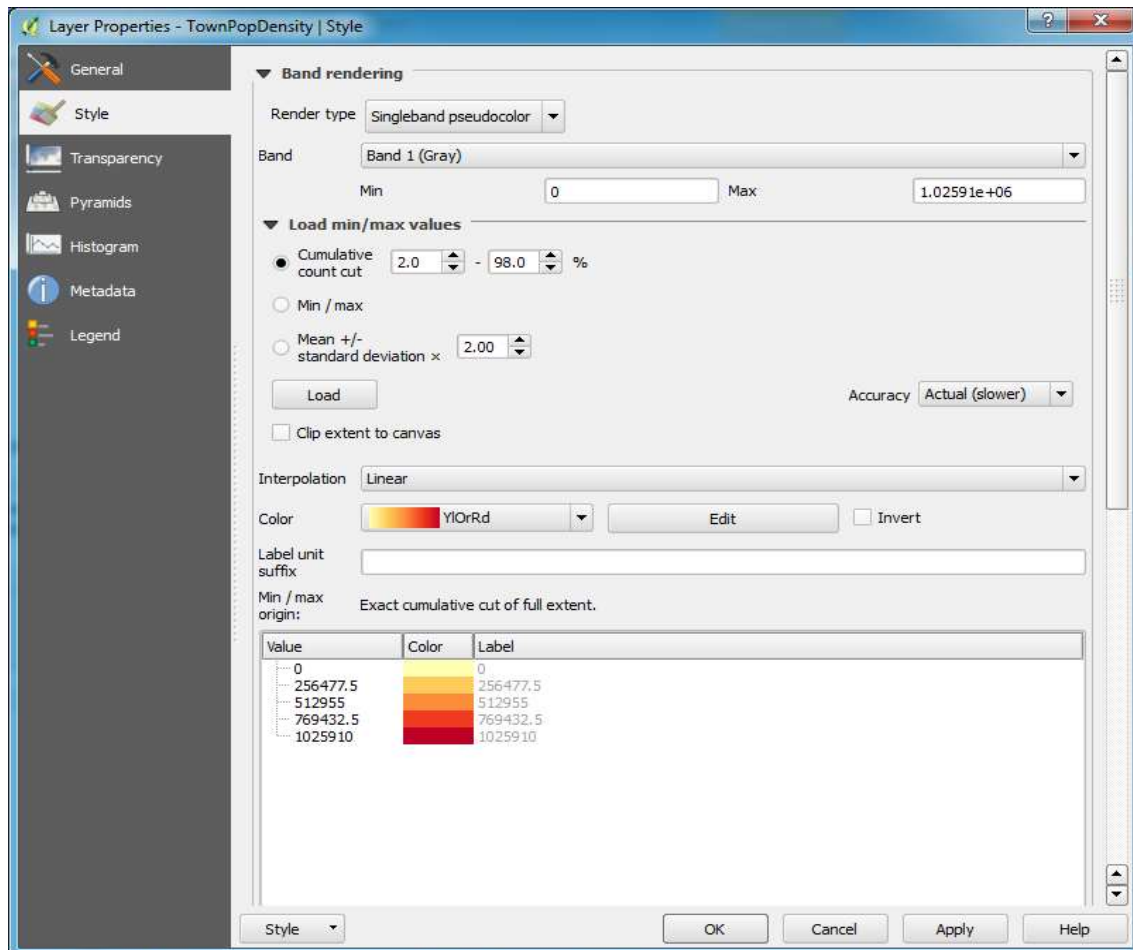 Layer Properties - TownPopDensity | Style
General
Style
Transparency
Pyramids
Histogram
Metadata
Legend
Band rendering
Render type Singleband pseudocolor
Band Band 1 (Gray)
Min 0 Max 1.02591e+06
Load min/max values
Cumulative
count cut 2.0 - 98.0 %
Min / max
Mean +/-
standard deviation × 2.00
Load Accuracy Actual (slower)
Clip extent to canvas
Interpolation Linear
Color YlOrRd Edit Invert
Label unit
suffix
Min / max
origin: Exact cumulative cut of full extent.
Value Color Label
0 0
256477.5 256477.5
512955 512955
769432.5 769432.5
1025910 1025910
Style OK Cancel Apply Help